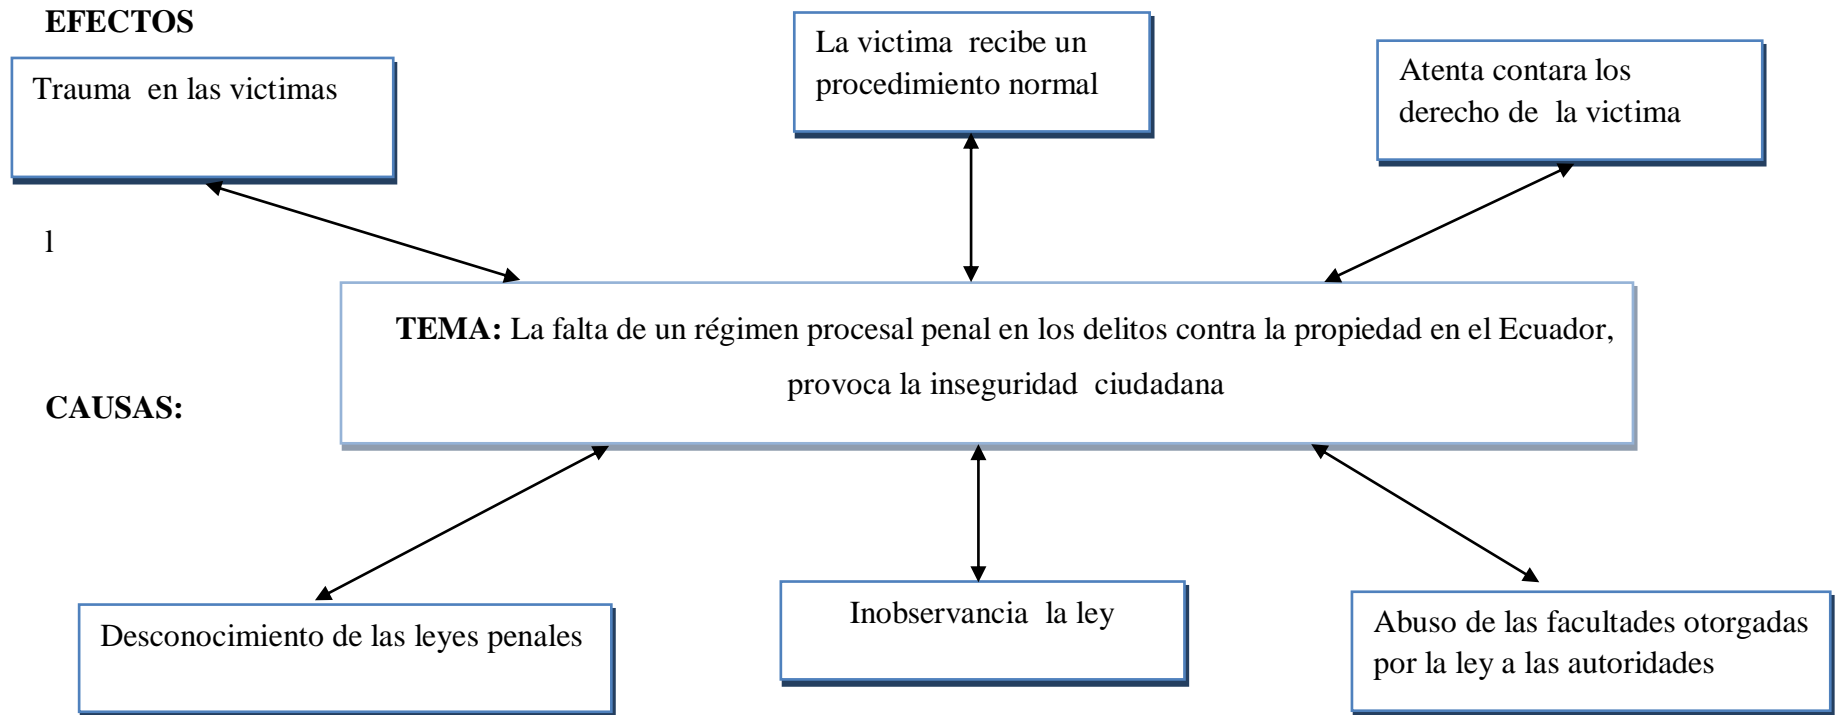 EFECTOS
Trauma en las victimas
La victima recibe un
procedimiento normal
Atenta contara los
derecho de la victima
l
TEMA: La falta de un régimen procesal penal en los delitos contra la propiedad en el Ecuador,
provoca la inseguridad ciudadana
CAUSAS:
Desconocimiento de las leyes penales
Inobservancia la ley
Abuso de las facultades otorgadas
por la ley a las autoridades